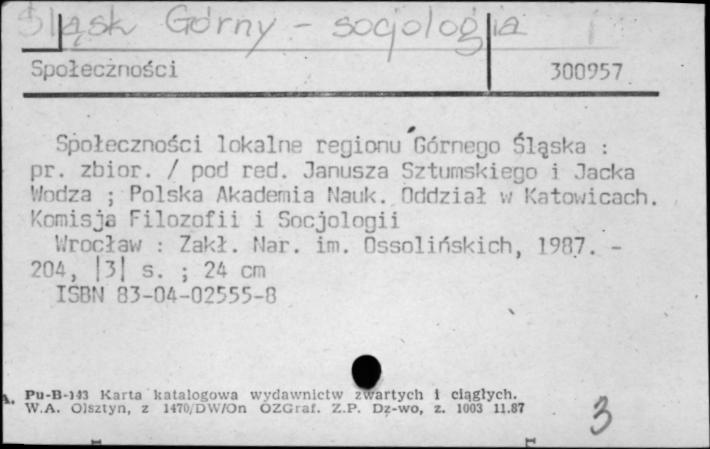 Śląsk Górny - socjologia
Społeczności 300957
Społeczności lokalne regionu Górnego Śląska :
pr. zbior. / pod red. Janusza Sztumskiego i Jacka
Wodza ; Polska Akademia Nauk. Oddział w Katowicach.
Komisja Filozofii i Socjologii
Wrocław : Zakł. Nar. im. Ossolińskich, 1987. -
204, |3| s. ; 24 cm
ISBN 83-04-02555-8
Pu-B-143 Karta katalogowa wydawnictw zwartych i ciągłych.
W.A. Olsztyn, z 1470/DW/On OZGraf. Z.P. Dz-wo, z. 1003 11.87
3